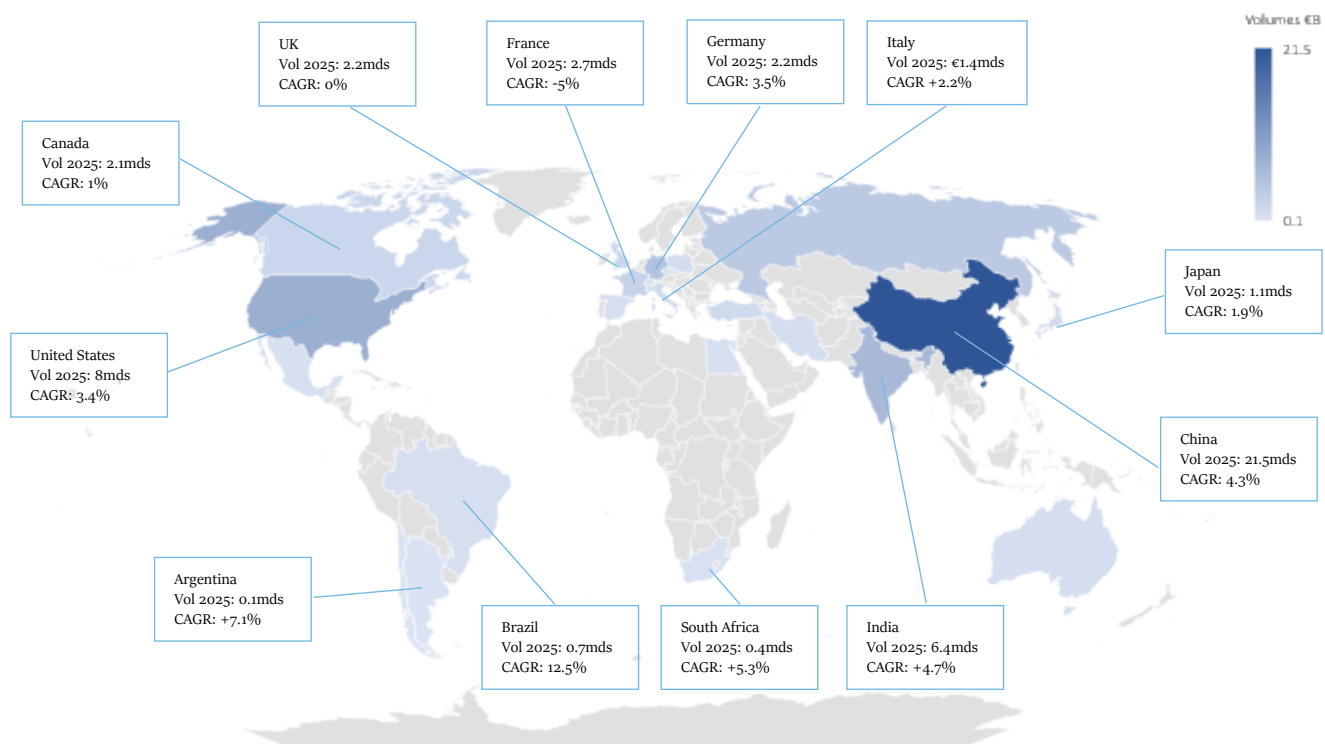 Volumes €B
21.5
0.1
UK
Vol 2025: 2.2mds
CAGR: 0%
France
Vol 2025: 2.7mds
CAGR: -5%
Germany
Vol 2025: 2.2mds
CAGR: 3.5%
Italy
Vol 2025: €1.4mds
CAGR +2.2%
Canada
Vol 2025: 2.1mds
CAGR: 1%
Japan
Vol 2025: 1.1mds
CAGR: 1.9%
United States
Vol 2025: 8mds
CAGR: 3.4%
China
Vol 2025: 21.5mds
CAGR: 4.3%
Argentina
Vol 2025: 0.1mds
CAGR: +7.1%
Brazil
Vol 2025: 0.7mds
CAGR: 12.5%
South Africa
Vol 2025: 0.4mds
CAGR: +5.3%
India
Vol 2025: 6.4mds
CAGR: +4.7%